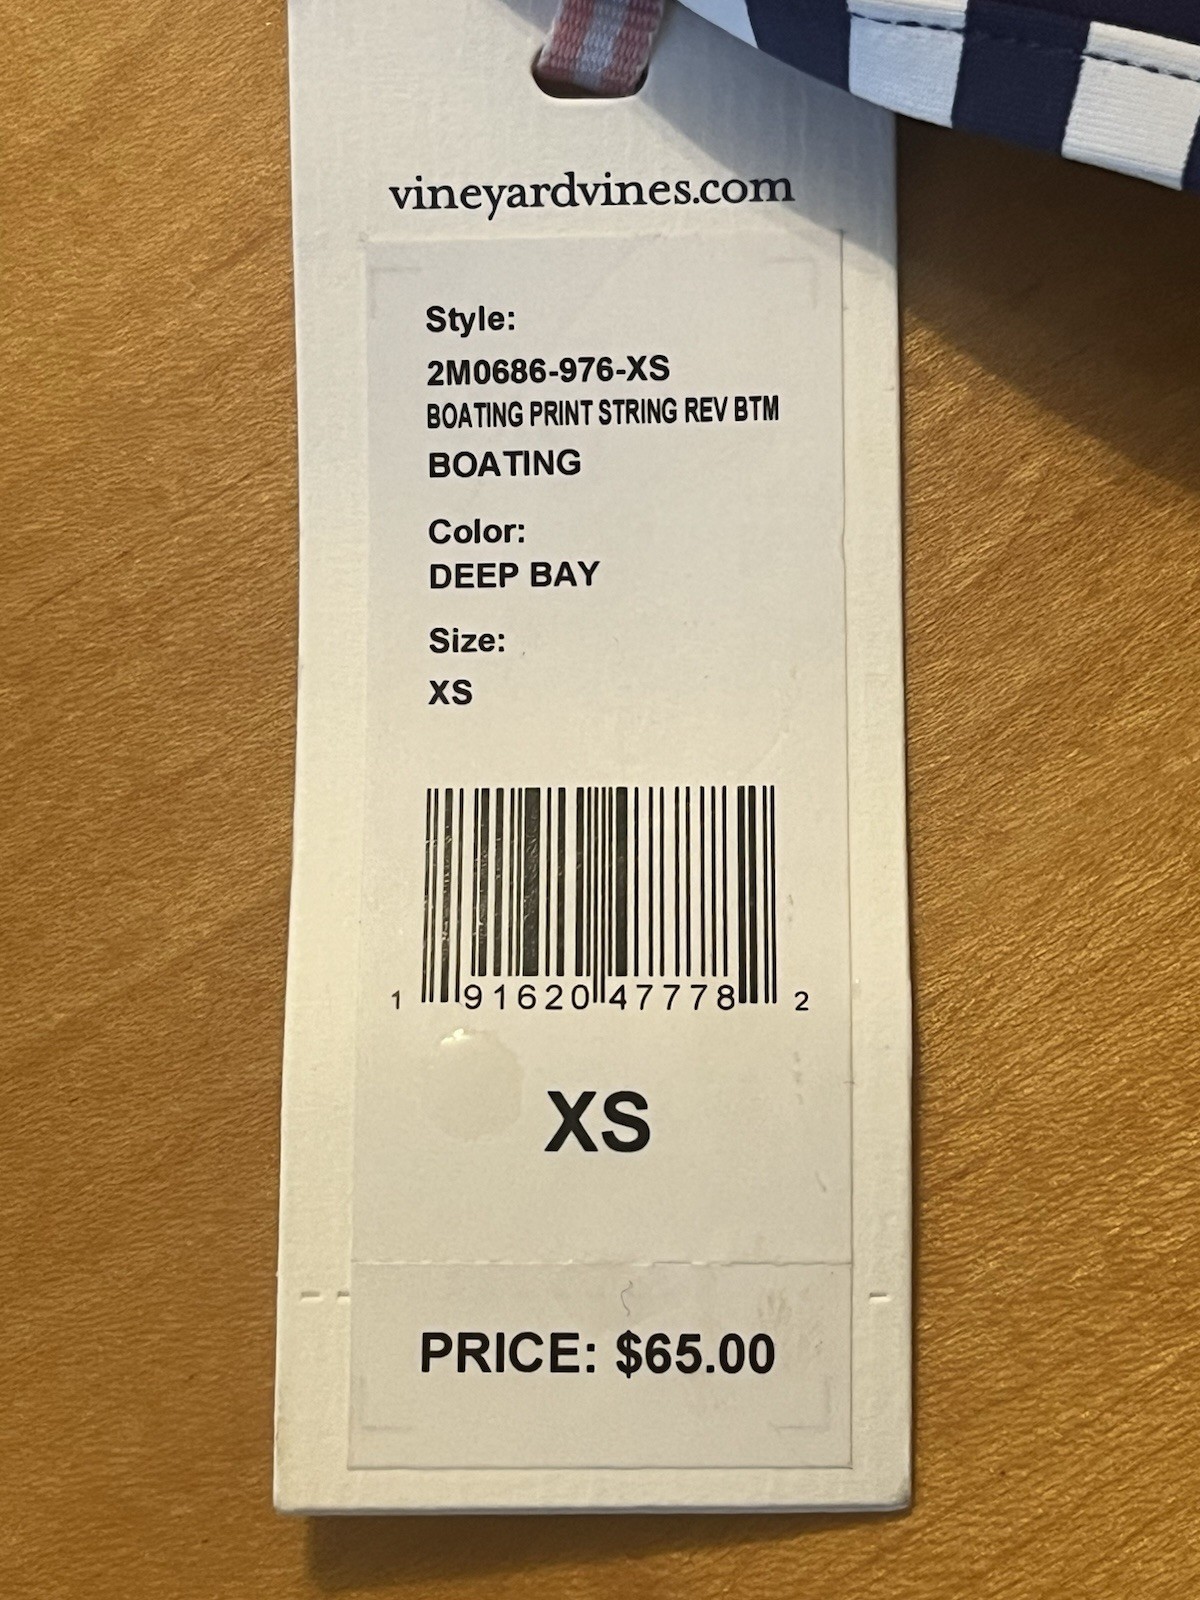 vineyardvines.com
Style:
2M0686-976-XS
BOATING PRINT STRING REV BTM
BOATING
Color:
DEEP BAY
Size:
XS
1 91620 47778 2
XS
PRICE: $65.00